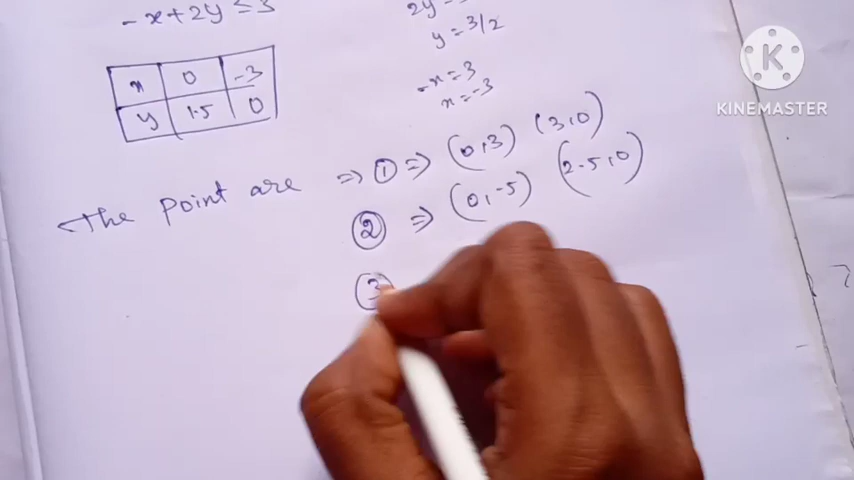 -x+2y ≤ 3
2y =
y = 3/2
x 0 -3
y 1.5 0
-x = 3
x = -3
The point are ⇒ ① ⇒ (0,3) (3,0)
② ⇒ (0,-5) (2.5,0)
③
K
KINEMASTER